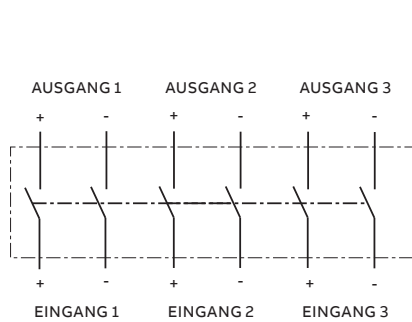 AUSGANG 1 AUSGANG 2 AUSGANG 3
+ - + - + -
+ - + - + -
EINGANG 1 EINGANG 2 EINGANG 3